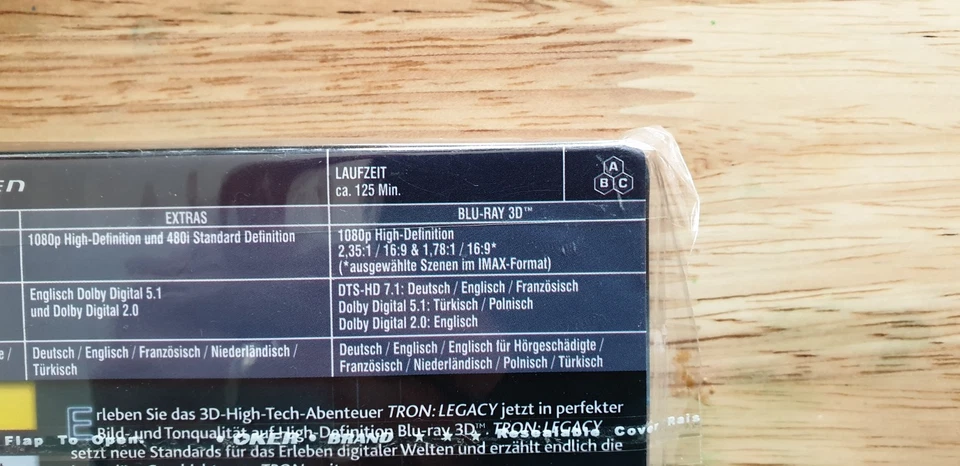 EN
LAUFZEIT
ca. 125 Min.
A
B C
EXTRAS
BLU-RAY 3D™
1080p High-Definition und 480i Standard Definition
1080p High-Definition
2,35:1 / 16:9 & 1,78:1 / 16:9*
(*ausgewählte Szenen im IMAX-Format)
Englisch Dolby Digital 5.1
und Dolby Digital 2.0
DTS-HD 7.1: Deutsch / Englisch / Französisch
Dolby Digital 5.1: Türkisch / Polnisch
Dolby Digital 2.0: Englisch
e /
Deutsch / Englisch / Französisch / Niederländisch /
Türkisch
Deutsch / Englisch / Englisch für Hörgeschädigte /
Französisch / Niederländisch / Polnisch / Türkisch
Erleben Sie das 3D-High-Tech-Abenteuer TRON: LEGACY jetzt in perfekter
Bild- und Tonqualität auf High-Definition Blu-ray 3D™. TRON: LEGACY
Flap To Open. • OKER • BRAND ★ ★ ★ Resealable Cover
setzt neue Standards für das Erleben digitaler Welten und erzählt endlich die